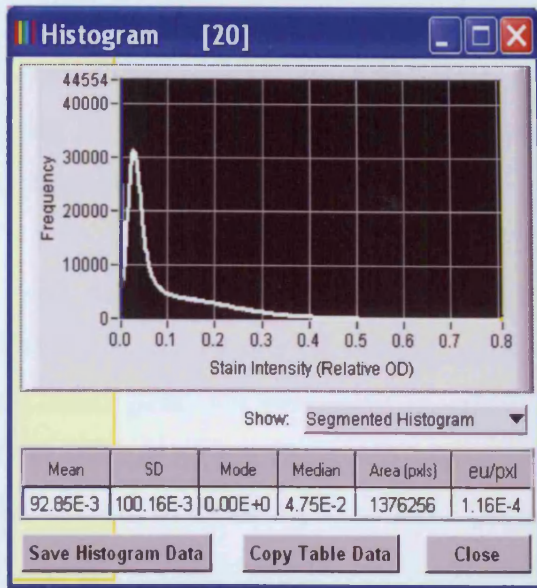 Histogram [20]
44554
40000
30000
20000
10000
0
Frequency
0.0 0.1 0.2 0.3 0.4 0.5 0.6 0.7 0.8
Stain Intensity (Relative OD)
Show: Segmented Histogram
Mean SD Mode Median Area (pxls) eu/pxl
92.85E-3 100.16E-3 0.00E+0 4.75E-2 1376256 1.16E-4
Save Histogram Data Copy Table Data Close